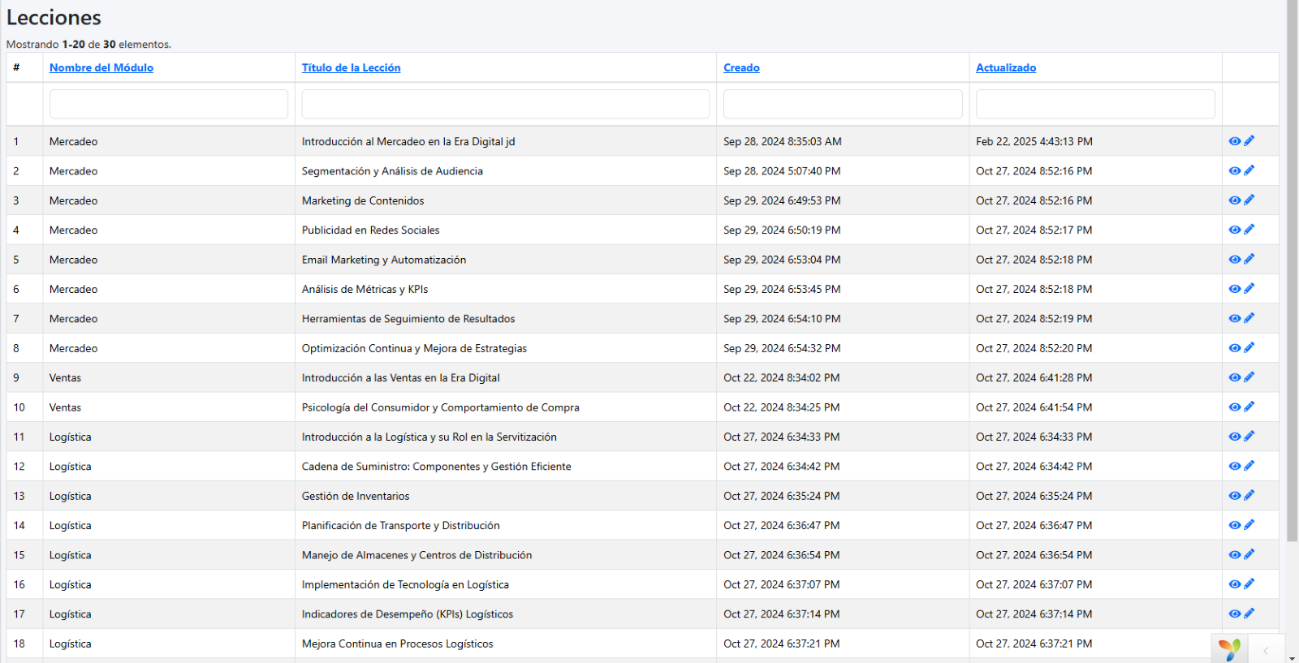 Lecciones
Mostrando 1-20 de 30 elementos.
# Nombre del Módulo Título de la Lección Creado Actualizado
1 Mercadeo Introducción al Mercadeo en la Era Digital jd Sep 28, 2024 8:35:03 AM Feb 22, 2025 4:43:13 PM
2 Mercadeo Segmentación y Análisis de Audiencia Sep 28, 2024 5:07:40 PM Oct 27, 2024 8:52:16 PM
3 Mercadeo Marketing de Contenidos Sep 29, 2024 6:49:53 PM Oct 27, 2024 8:52:16 PM
4 Mercadeo Publicidad en Redes Sociales Sep 29, 2024 6:50:19 PM Oct 27, 2024 8:52:17 PM
5 Mercadeo Email Marketing y Automatización Sep 29, 2024 6:53:04 PM Oct 27, 2024 8:52:18 PM
6 Mercadeo Análisis de Métricas y KPIs Sep 29, 2024 6:53:45 PM Oct 27, 2024 8:52:18 PM
7 Mercadeo Herramientas de Seguimiento de Resultados Sep 29, 2024 6:54:10 PM Oct 27, 2024 8:52:19 PM
8 Mercadeo Optimización Continua y Mejora de Estrategias Sep 29, 2024 6:54:32 PM Oct 27, 2024 8:52:20 PM
9 Ventas Introducción a las Ventas en la Era Digital Oct 22, 2024 8:34:02 PM Oct 27, 2024 6:41:28 PM
10 Ventas Psicología del Consumidor y Comportamiento de Compra Oct 22, 2024 8:34:25 PM Oct 27, 2024 6:41:54 PM
11 Logística Introducción a la Logística y su Rol en la Servitización Oct 27, 2024 6:34:33 PM Oct 27, 2024 6:34:33 PM
12 Logística Cadena de Suministro: Componentes y Gestión Eficiente Oct 27, 2024 6:34:42 PM Oct 27, 2024 6:34:42 PM
13 Logística Gestión de Inventarios Oct 27, 2024 6:35:24 PM Oct 27, 2024 6:35:24 PM
14 Logística Planificación de Transporte y Distribución Oct 27, 2024 6:36:47 PM Oct 27, 2024 6:36:47 PM
15 Logística Manejo de Almacenes y Centros de Distribución Oct 27, 2024 6:36:54 PM Oct 27, 2024 6:36:54 PM
16 Logística Implementación de Tecnología en Logística Oct 27, 2024 6:37:07 PM Oct 27, 2024 6:37:07 PM
17 Logística Indicadores de Desempeño (KPIs) Logísticos Oct 27, 2024 6:37:14 PM Oct 27, 2024 6:37:14 PM
18 Logística Mejora Continua en Procesos Logísticos Oct 27, 2024 6:37:21 PM Oct 27, 2024 6:37:21 PM